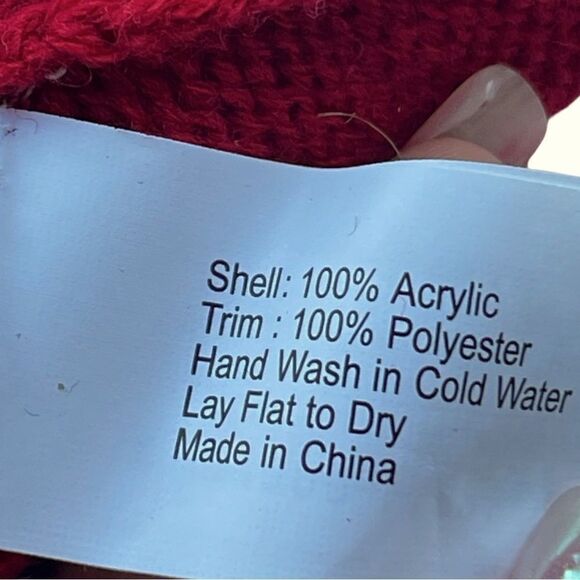 Shell: 100% Acrylic
Trim : 100% Polyester
Hand Wash in Cold Water
Lay Flat to Dry
Made in China